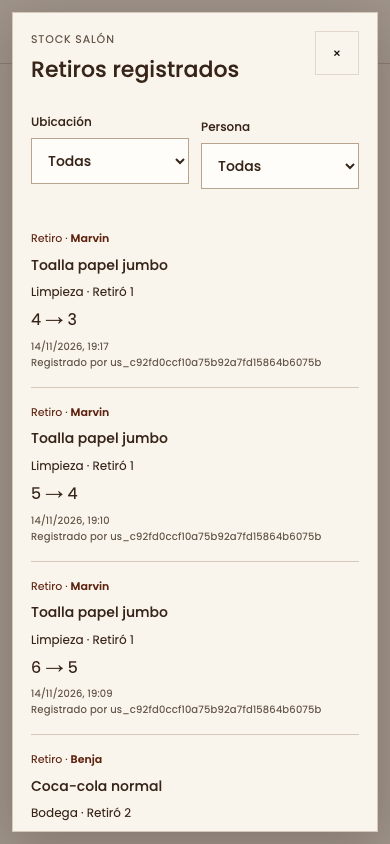 STOCK SALÓN
Retiros registrados
×
Ubicación
Persona
Todas
Todas
Retiro · Marvin
Toalla papel jumbo
Limpieza · Retiró 1
4 → 3
14/11/2026, 19:17
Registrado por us_c92fd0ccf10a75b92a7fd15864b6075b
Retiro · Marvin
Toalla papel jumbo
Limpieza · Retiró 1
5 → 4
14/11/2026, 19:10
Registrado por us_c92fd0ccf10a75b92a7fd15864b6075b
Retiro · Marvin
Toalla papel jumbo
Limpieza · Retiró 1
6 → 5
14/11/2026, 19:09
Registrado por us_c92fd0ccf10a75b92a7fd15864b6075b
Retiro · Benja
Coca-cola normal
Bodega · Retiró 2